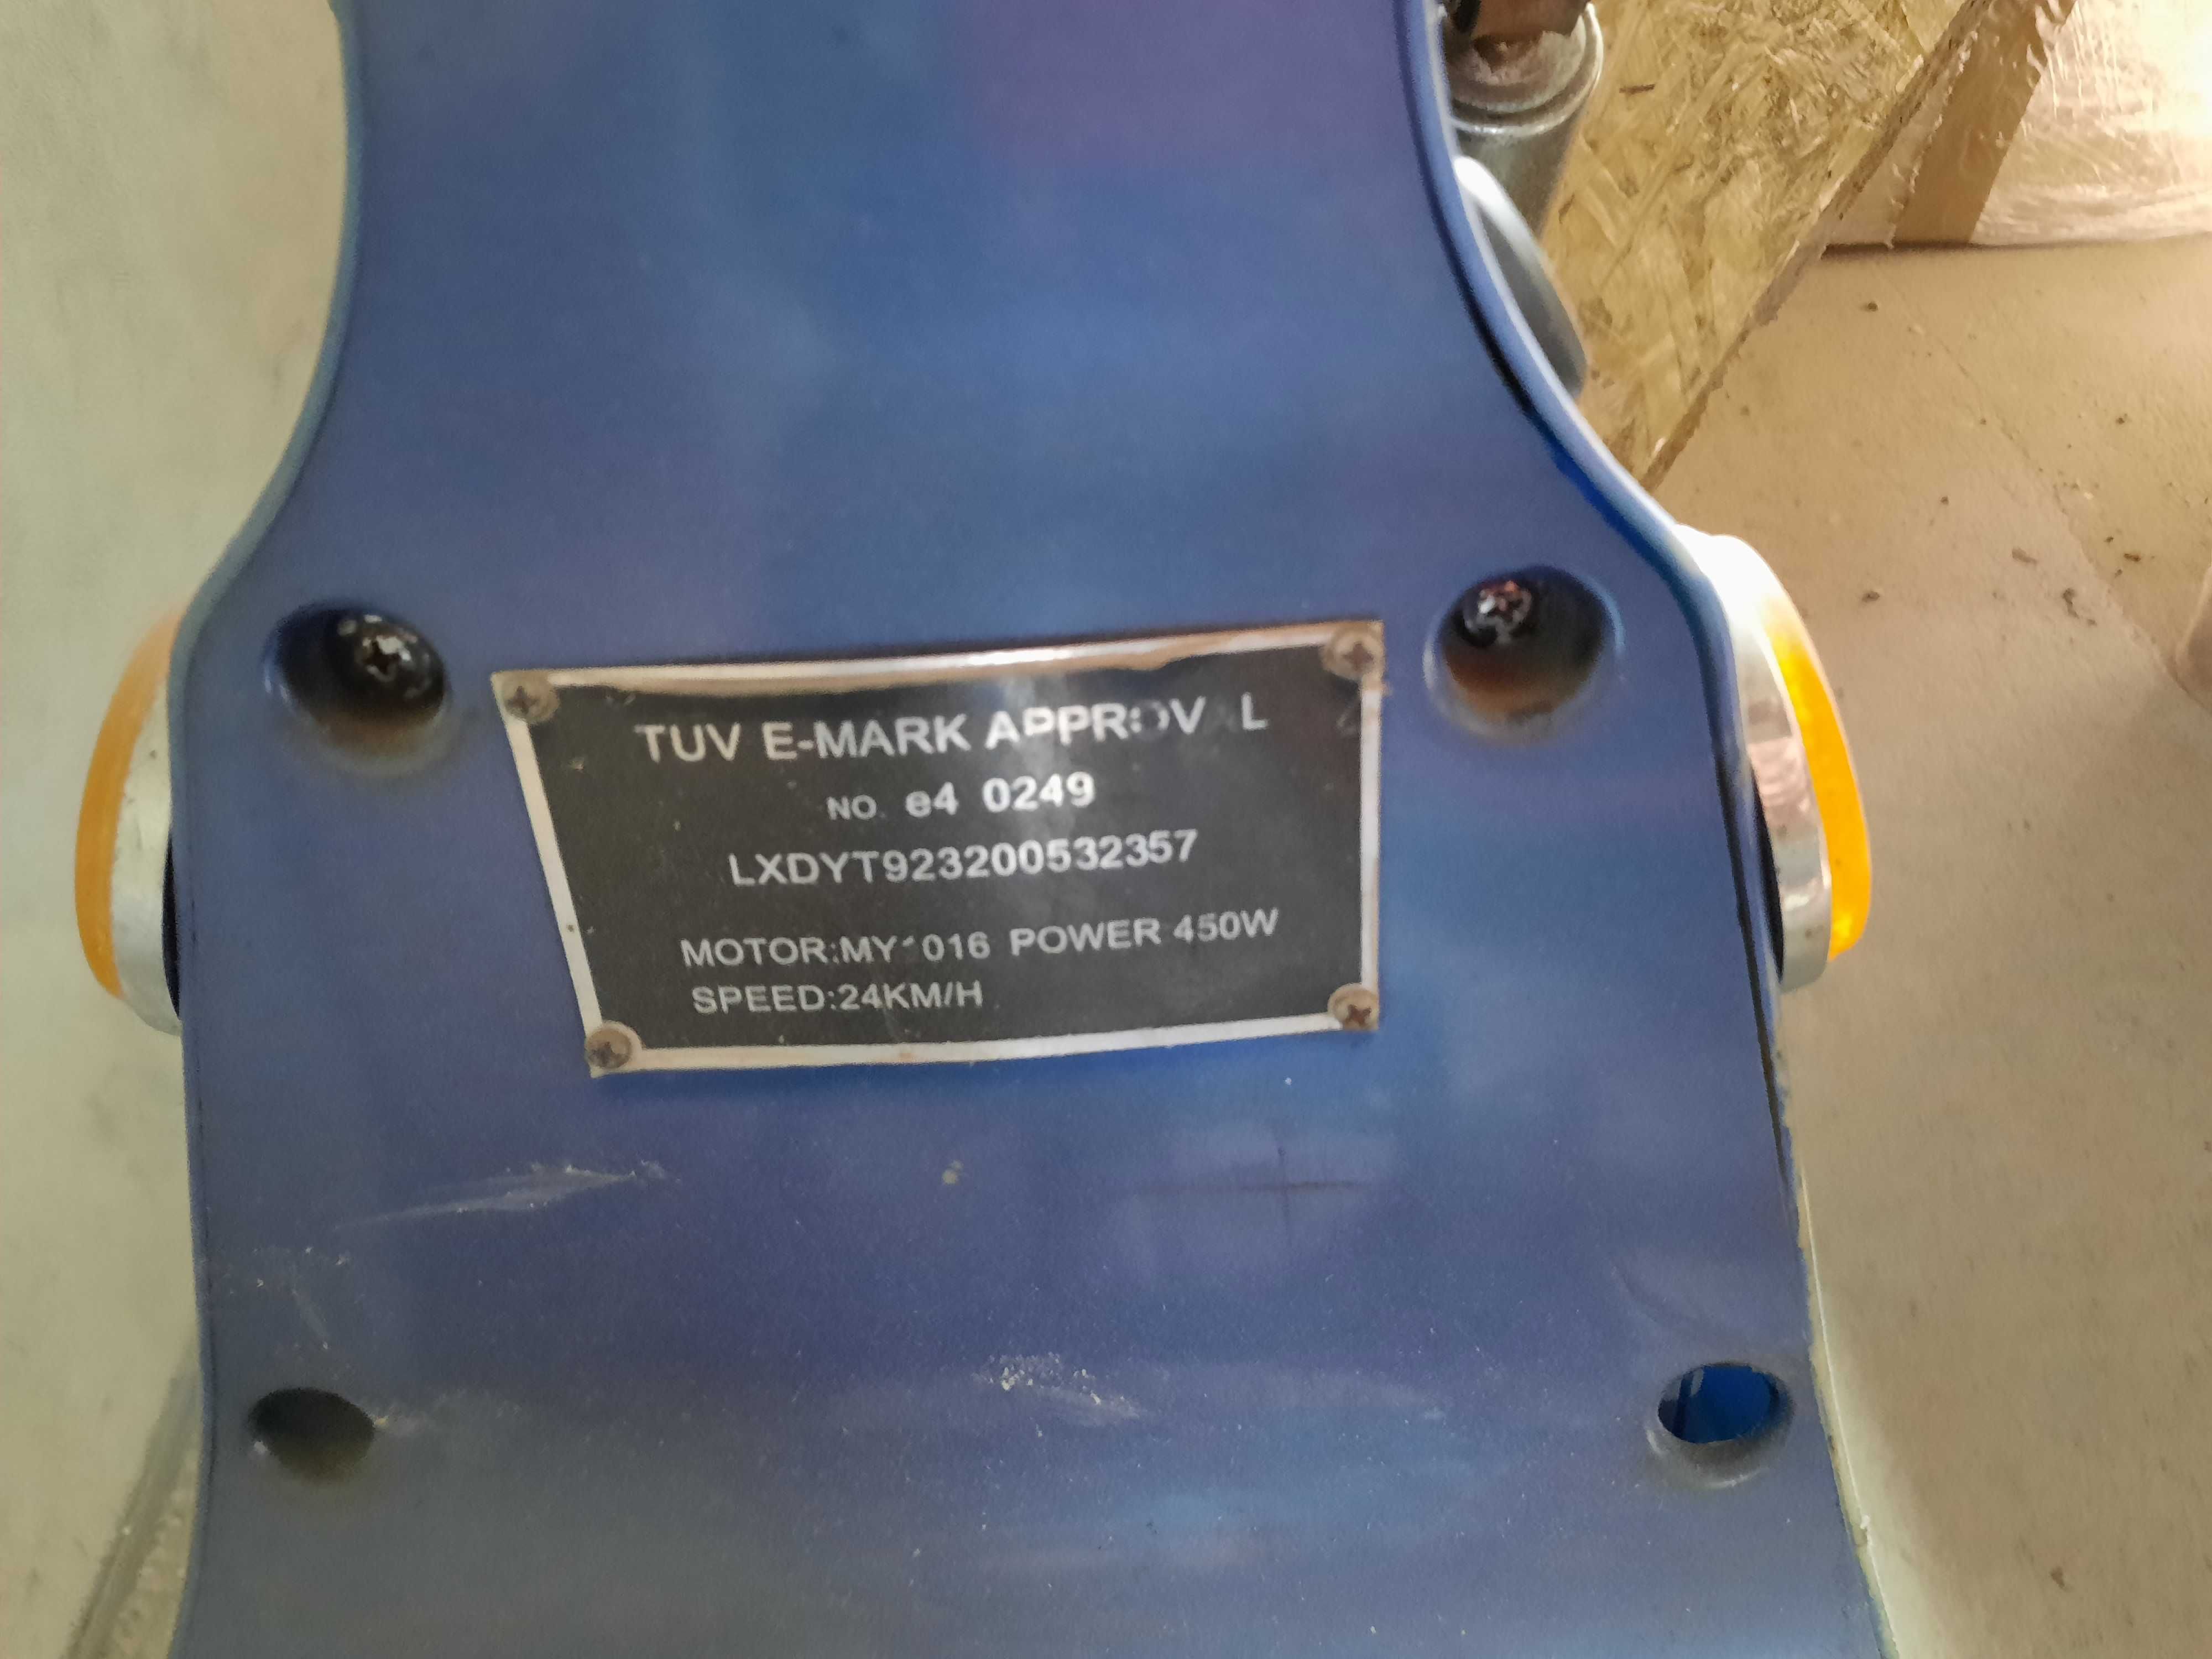 TUV E-MARK APPROVAL
NO. e4 0249
LXDYT923200532357
MOTOR:MY1016 POWER 450W
SPEED:24KM/H